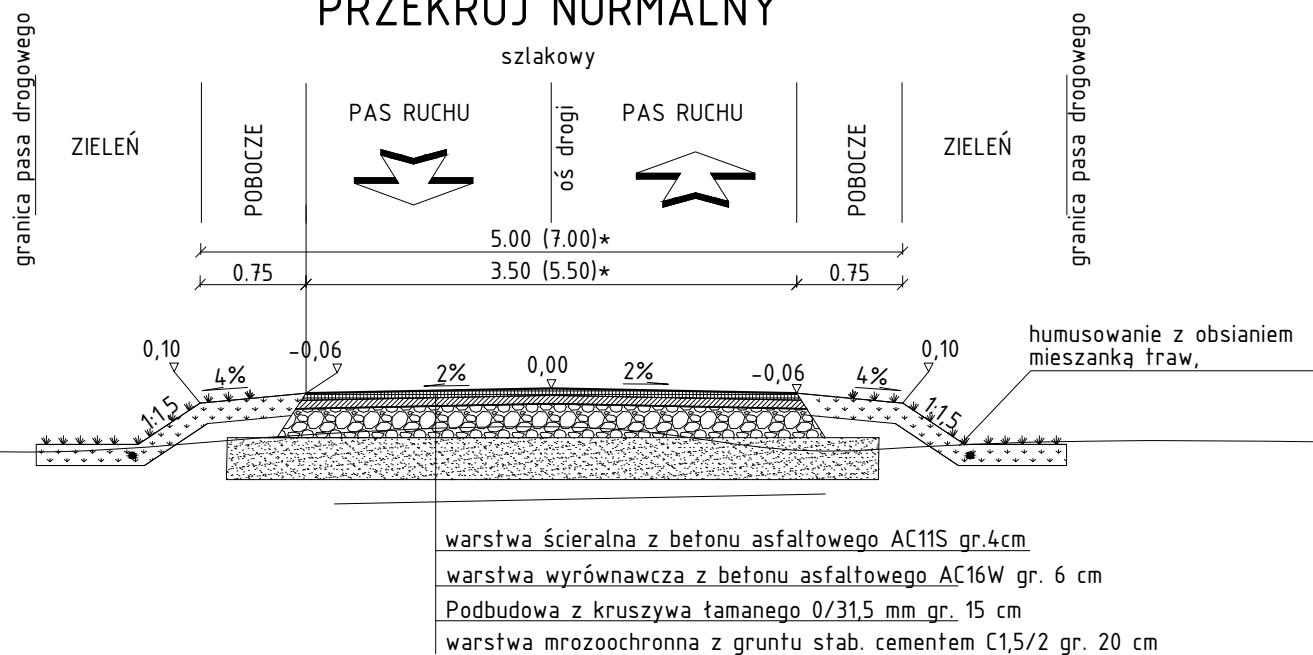 PRZEKRÓJ NORMALNY
szlakowy
granica pasa drogowego
ZIELEŃ
POBOCZE
PAS RUCHU
oś drogi
PAS RUCHU
POBOCZE
ZIELEŃ
granica pasa drogowego
5.00 (7.00)*
0.75
3.50 (5.50)*
0.75
0,10
4%
-0,06
2%
0,00
2%
-0,06
4%
0,10
1:1.5
1:1.5
humusowanie z obsianiem
mieszanką traw,
warstwa ścieralna z betonu asfaltowego AC11S gr.4cm
warstwa wyrównawcza z betonu asfaltowego AC16W gr. 6 cm
Podbudowa z kruszywa łamanego 0/31,5 mm gr. 15 cm
warstwa mrozoochronna z gruntu stab. cementem C1,5/2 gr. 20 cm